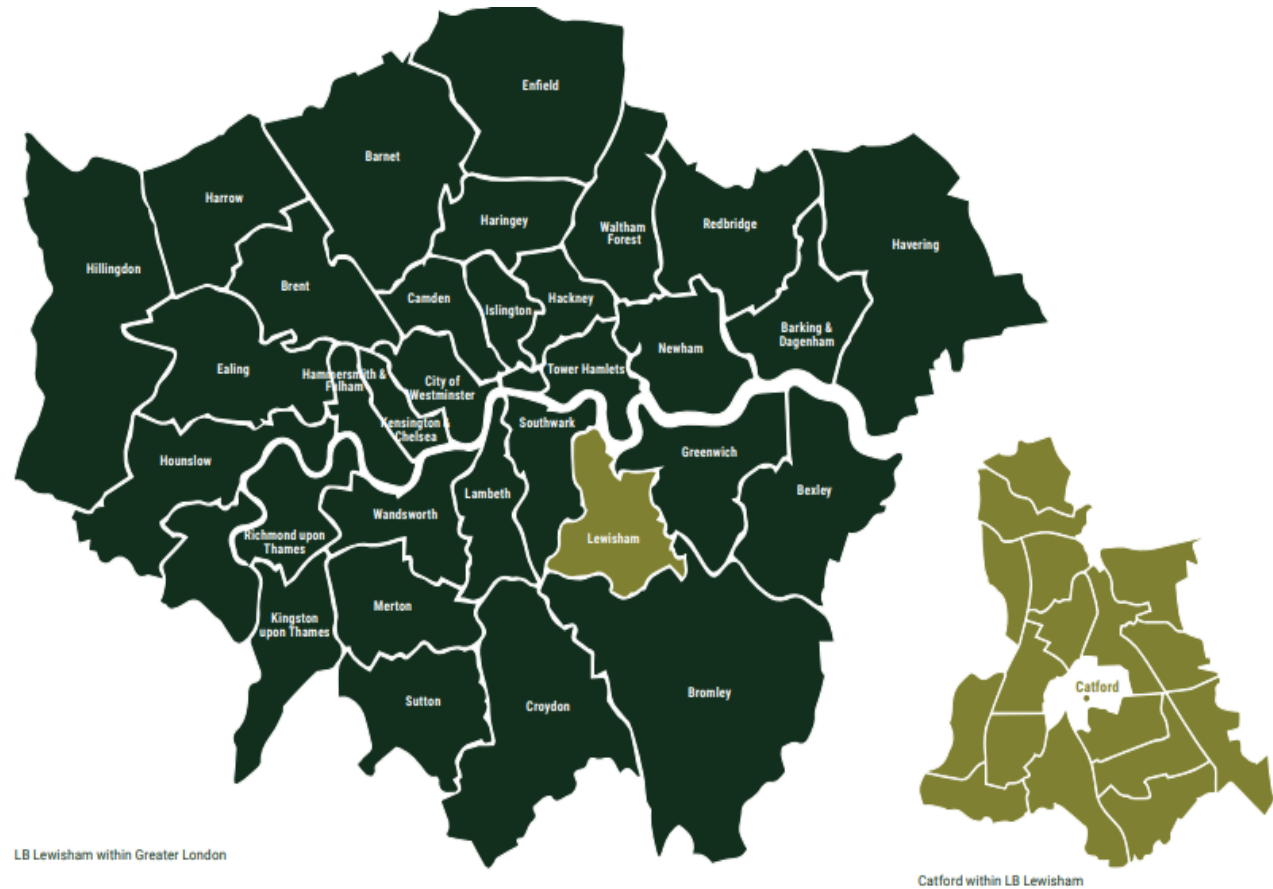 Enfield
Barnet
Harrow
Haringey
Waltham
Forest
Redbridge
Havering
Hillingdon
Brent
Camden
Islington
Hackney
Barking &
Dagenham
Newham
Ealing
Hammersmith &
Fulham
City of
Westminster
Tower Hamlets
Kensington &
Chelsea
Southwark
Hounslow
Greenwich
Bexley
Lambeth
Wandsworth
Richmond upon
Thames
Lewisham
Merton
Kingston
upon Thames
Sutton
Croydon
Bromley
Catford
LB Lewisham within Greater London
Catford within LB Lewisham